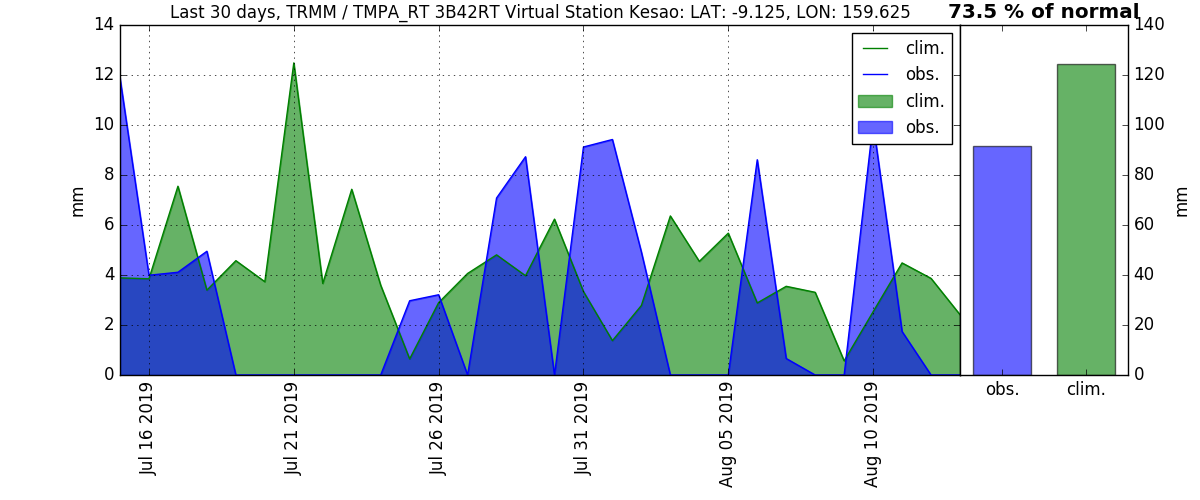 Last 30 days, TRMM / TMPA_RT 3B42RT Virtual Station Kesao: LAT: -9.125, LON: 159.625
73.5 % of normal
14
12
10
8
6
4
2
0
mm
clim.
obs.
clim.
obs.
Jul 16 2019
Jul 21 2019
Jul 26 2019
Jul 31 2019
Aug 05 2019
Aug 10 2019
140
120
100
80
60
40
20
0
mm
obs.
clim.